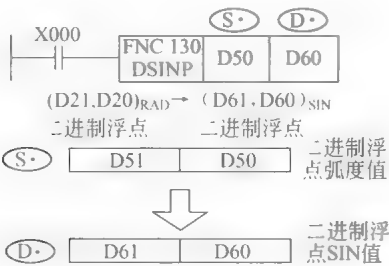 S· D·
X000
FNC 130 DSINP D50 D60
(D21,D20)RAD→ (D61,D60)SIN
二进制浮点 二进制浮点
S· D51 D50 二进制浮点弧度值
D· D61 D60 二进制浮点SIN值